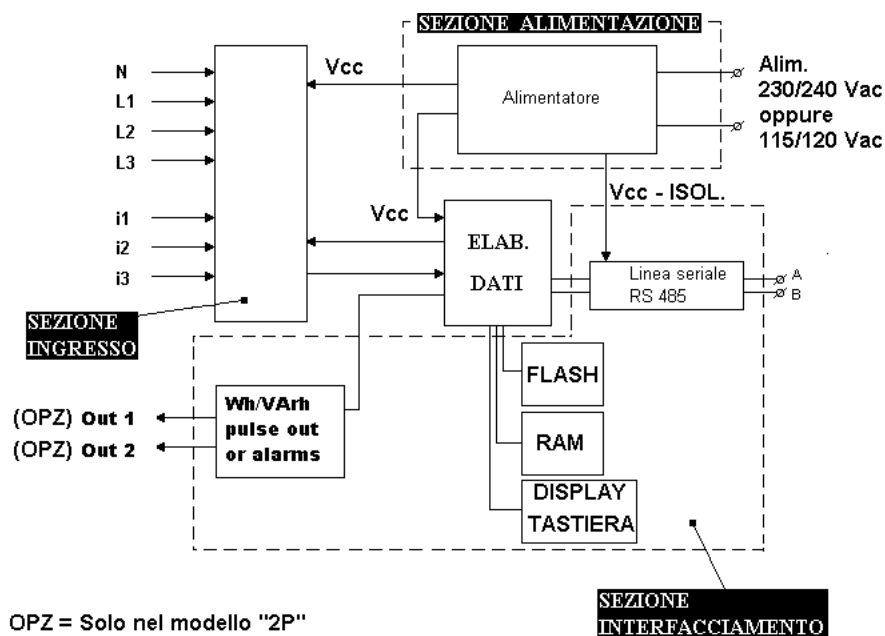 SEZIONE ALIMENTAZIONE
N
L1
L2
L3
i1
i2
i3
Vcc
Alimentatore
Alim.
230/240 Vac
oppure
115/120 Vac
Vcc
Vcc - ISOL.
ELAB.
DATI
Linea seriale
RS 485
A
B
SEZIONE
INGRESSO
FLASH
RAM
DISPLAY
TASTIERA
Wh/VArh
pulse out
or alarms
(OPZ) Out 1
(OPZ) Out 2
SEZIONE
INTERFACCIAMENTO
OPZ = Solo nel modello "2P"